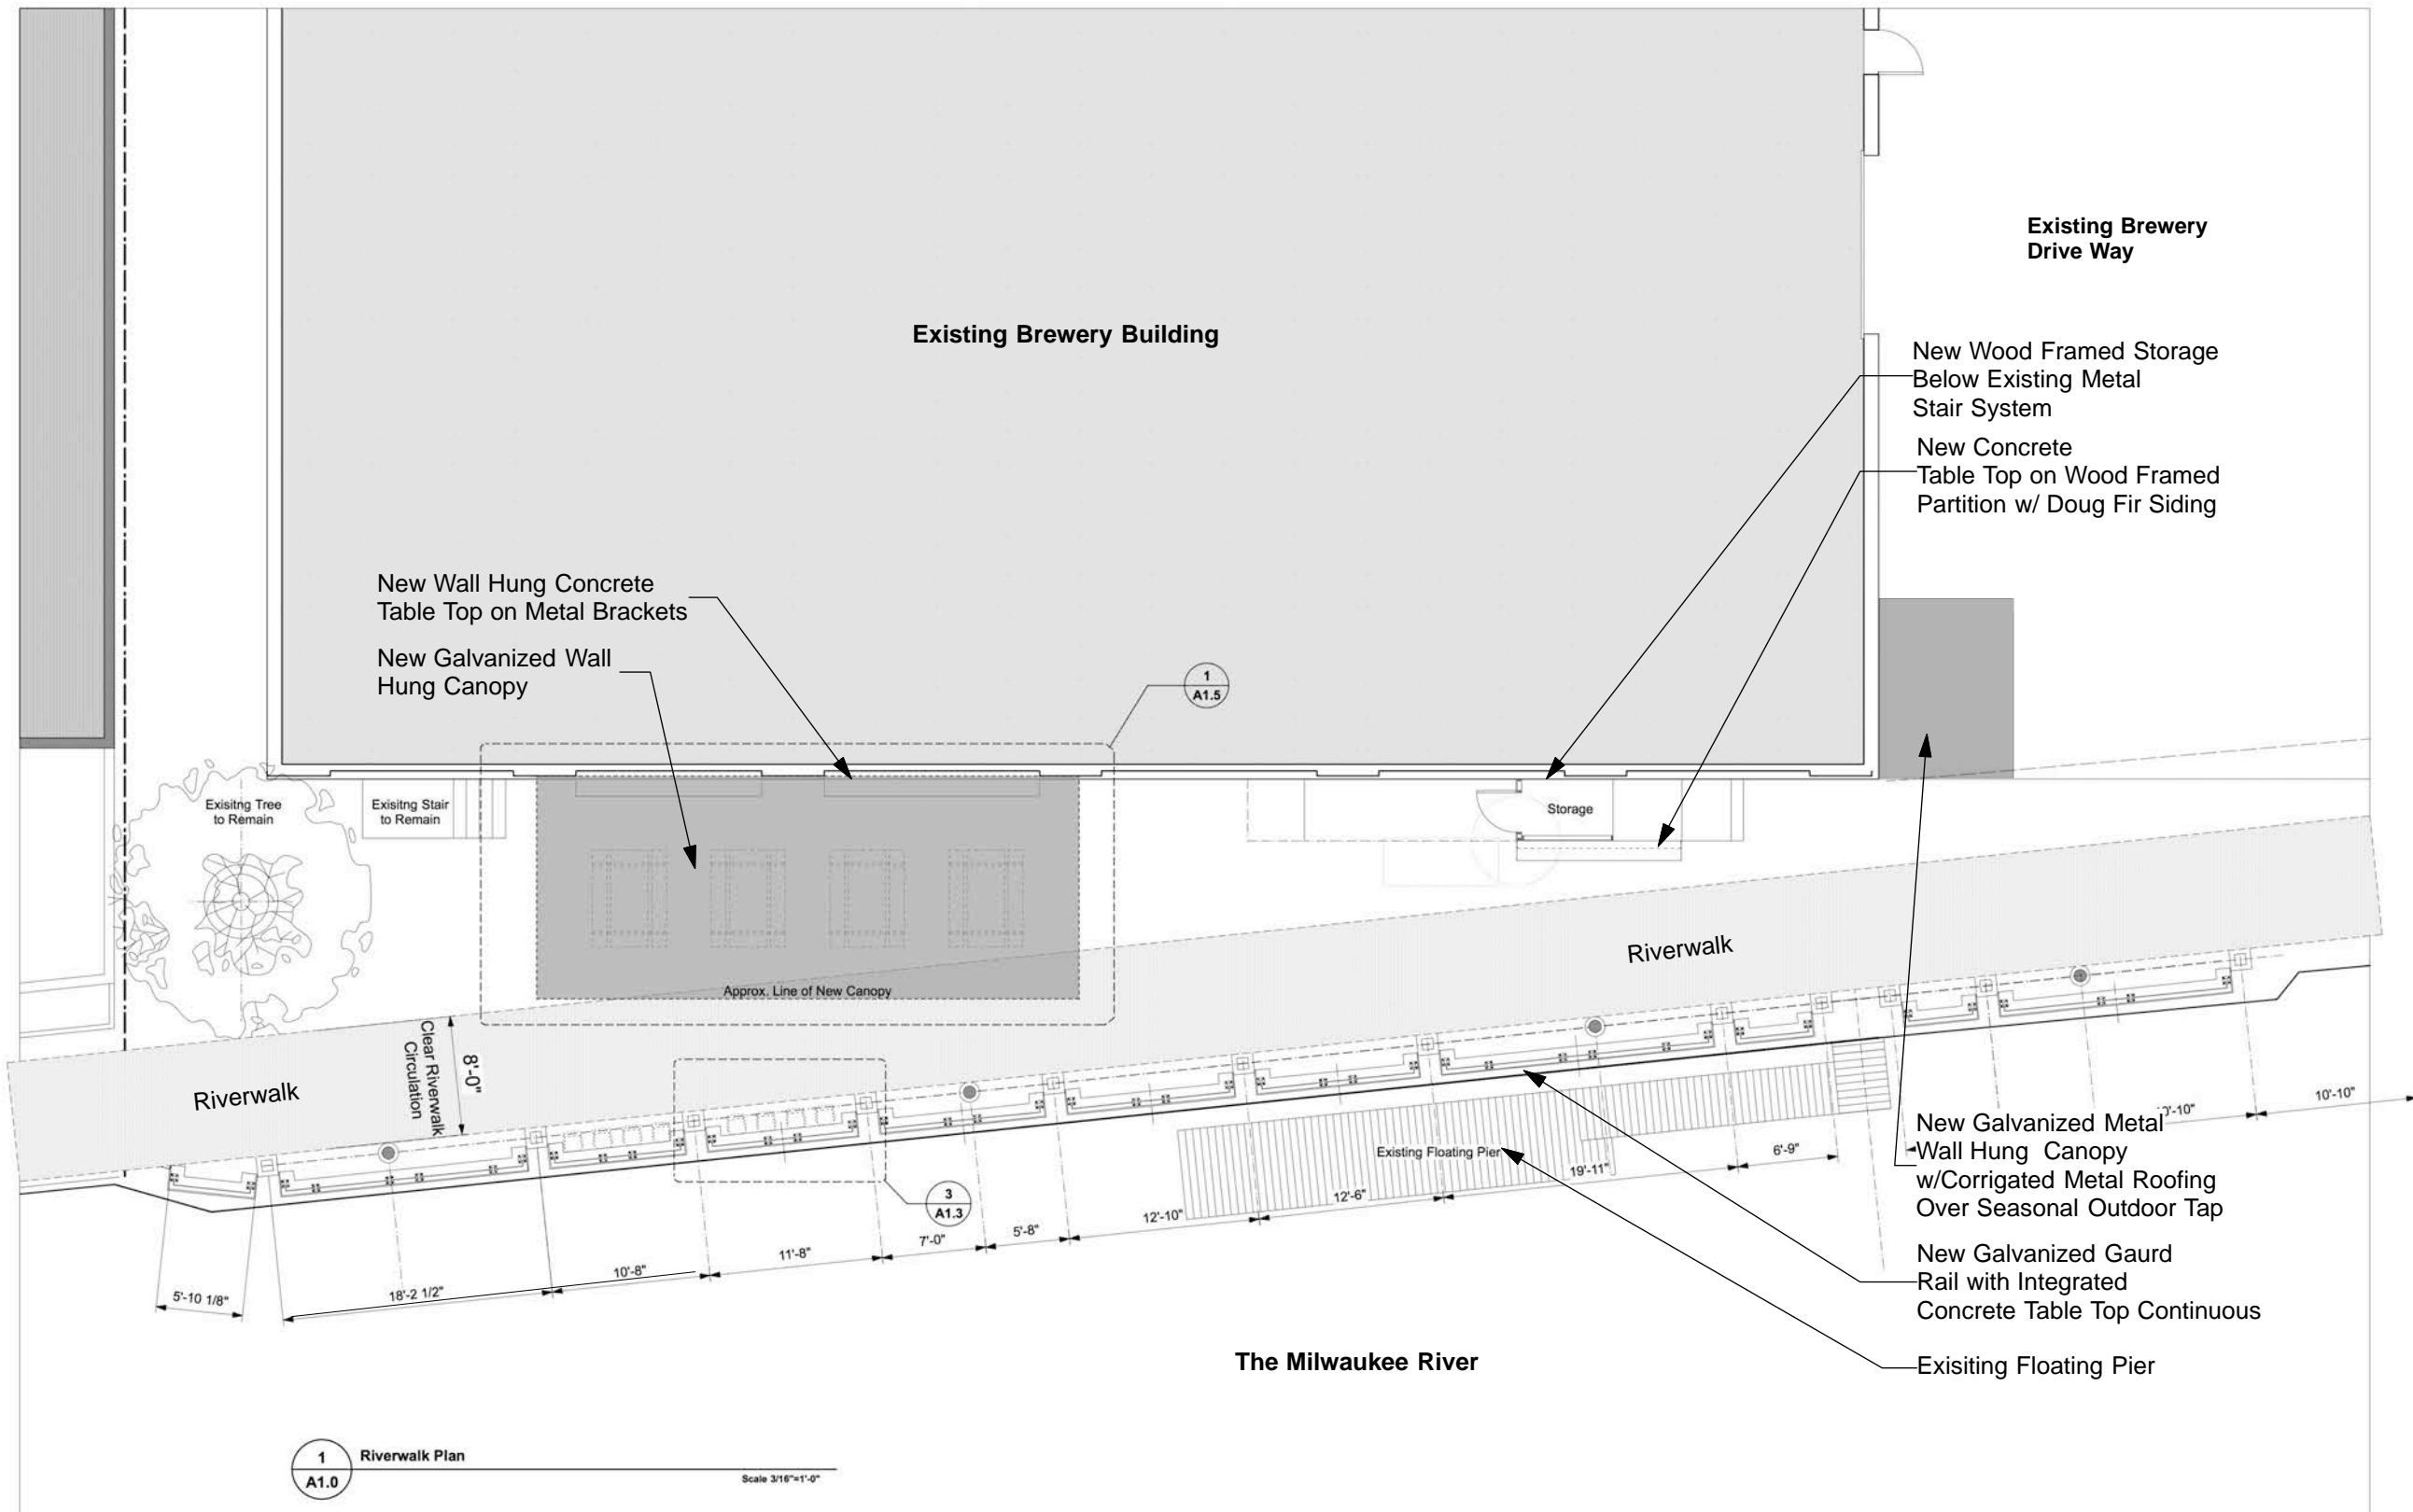 Existing Brewery
Drive Way
Existing Brewery Building
New Wood Framed Storage
Below Existing Metal
Stair System
New Concrete
Table Top on Wood Framed
Partition w/ Doug Fir Siding
New Wall Hung Concrete
Table Top on Metal Brackets
New Galvanized Wall
Hung Canopy
1
A1.5
Exisitng Tree
to Remain
Exisitng Stair
to Remain
Storage
Approx. Line of New Canopy
Riverwalk
Riverwalk
Clear Riverwalk
Circulation
8'-0"
3
A1.3
Existing Floating Pier
5'-10 1/8"
18'-2 1/2"
10'-8"
11'-8"
7'-0"
5'-8"
12'-10"
12'-6"
19'-11"
6'-9"
10'-10"
New Galvanized Metal
Wall Hung Canopy
w/Corrigated Metal Roofing
Over Seasonal Outdoor Tap
New Galvanized Gaurd
Rail with Integrated
Concrete Table Top Continuous
Exisiting Floating Pier
The Milwaukee River
1
A1.0
Riverwalk Plan
Scale 3/16"=1'-0"